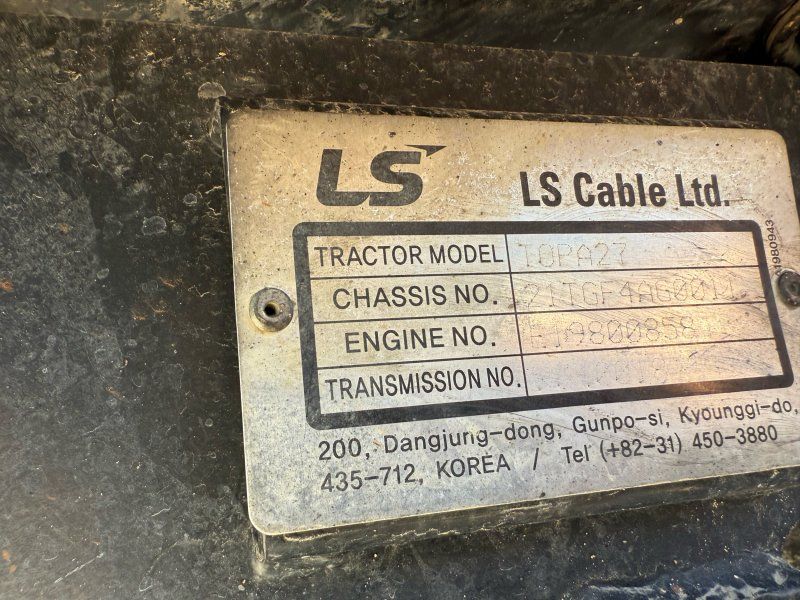 LS LS Cable Ltd.
TRACTOR MODEL TOPA27
CHASSIS NO.
ENGINE NO.
TRANSMISSION NO.
200, Dangjung-dong, Gunpo-si, Kyounggi-do,
435-712, KOREA / Tel (+82-31) 450-3880